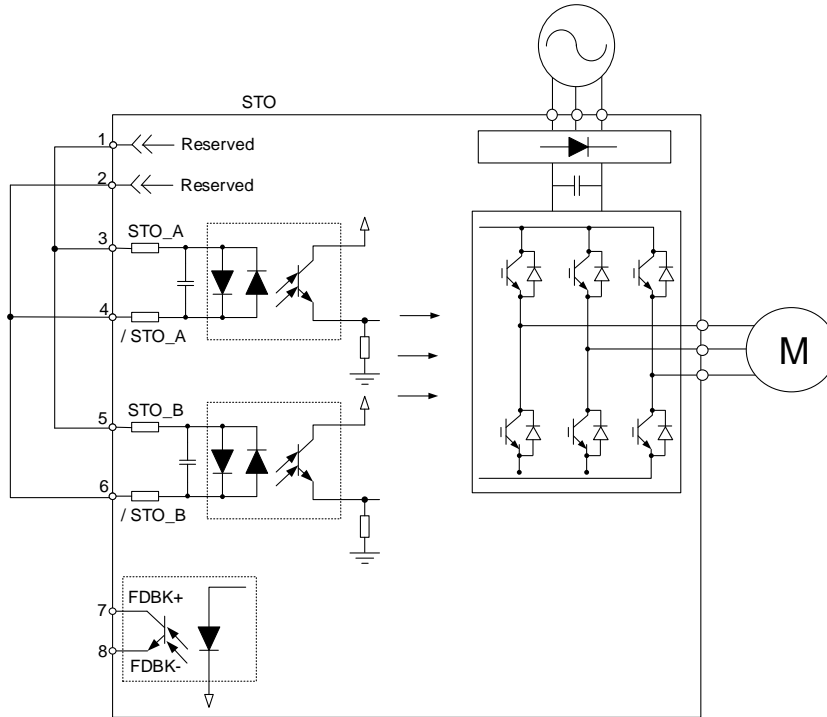 STO
1 Reserved
2 Reserved
3 STO_A
4
/ STO_A
5 STO_B
6
/ STO_B
7 FDBK+
8
FDBK-
M